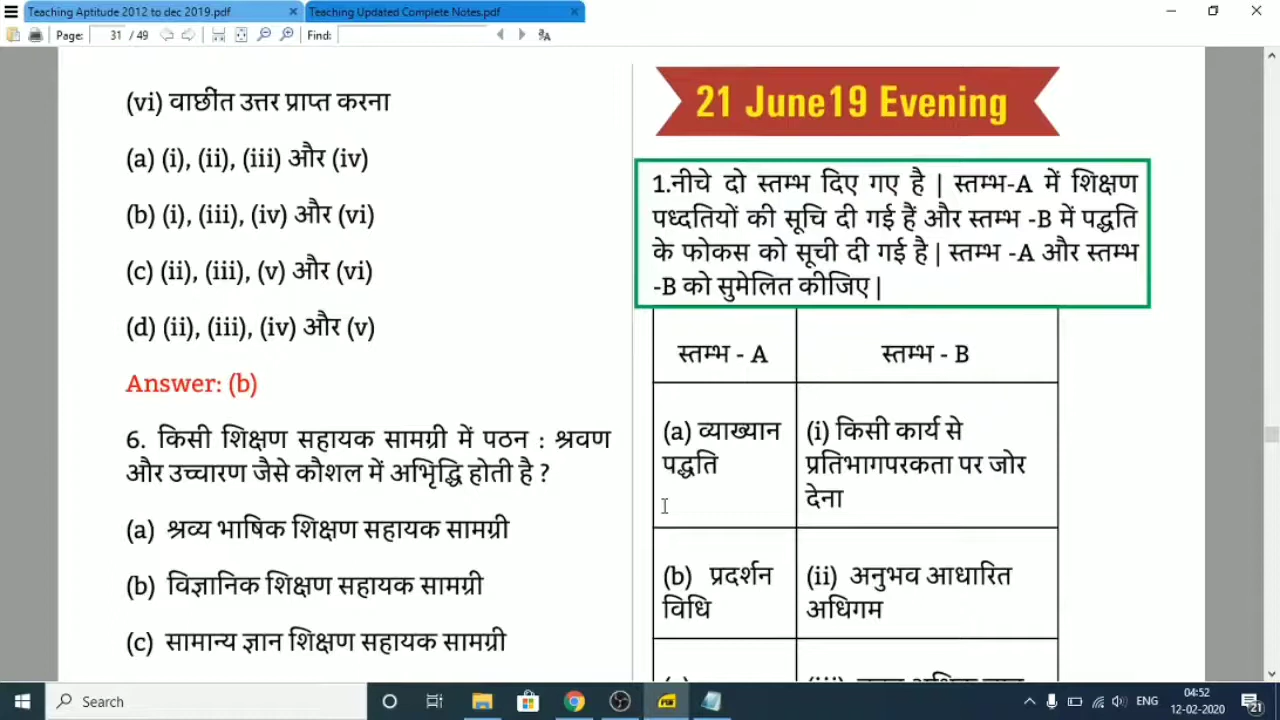 Teaching Aptitude 2012 to dec 2019.pdf
Teaching Updated Complete Notes.pdf
Page: 31 / 49 Find:
(vi) वाछींत उत्तर प्राप्त करना
(a) (i), (ii), (iii) और (iv)
(b) (i), (iii), (iv) और (vi)
(c) (ii), (iii), (v) और (vi)
(d) (ii), (iii), (iv) और (v)
Answer: (b)
6. किसी शिक्षण सहायक सामग्री में पठन : श्रवण
और उच्चारण जैसे कौशल में अभिृद्धि होती है ?
(a) श्रव्य भाषिक शिक्षण सहायक सामग्री
(b) विज्ञानिक शिक्षण सहायक सामग्री
(c) सामान्य ज्ञान शिक्षण सहायक सामग्री
21 June19 Evening
1.नीचे दो स्तम्भ दिए गए है | स्तम्भ-A में शिक्षण
पध्दतियों की सूचि दी गई हैं और स्तम्भ -B में पद्धति
के फोकस को सूची दी गई है | स्तम्भ -A और स्तम्भ
-B को सुमेलित कीजिए |
स्तम्भ - A
स्तम्भ - B
(a) व्याख्यान
पद्धति
(i) किसी कार्य से
प्रतिभागपरकता पर जोर
देना
(b) प्रदर्शन
विधि
(ii) अनुभव आधारित
अधिगम
Search
ENG
04:52
12-02-2020
21